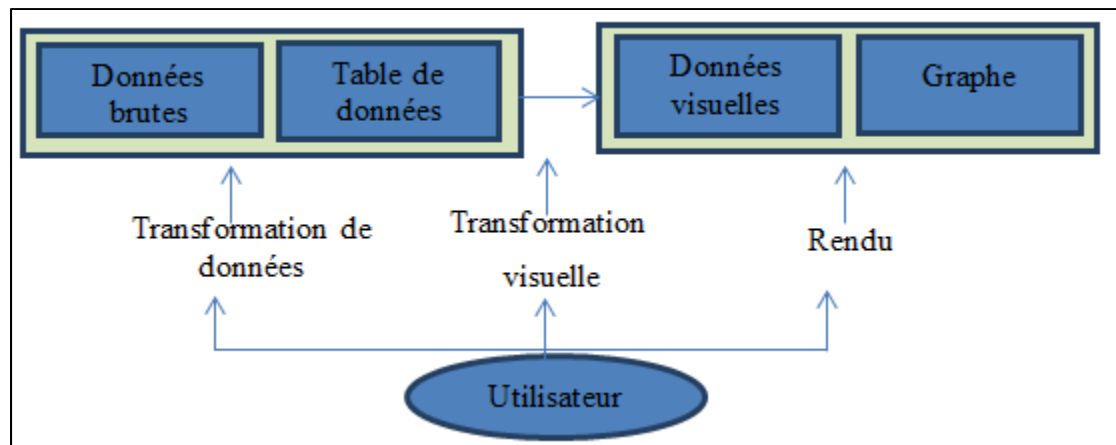 Données
brutes
Table de
données
Données
visuelles
Graphe
Transformation de
données
Transformation
visuelle
Rendu
Utilisateur